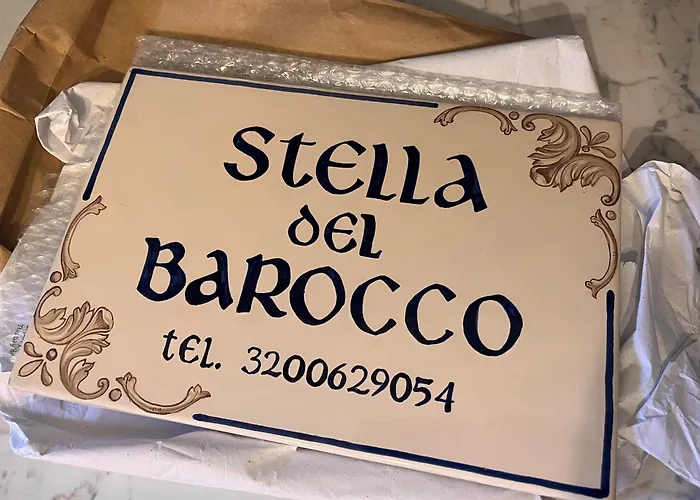 Stella
del
Barocco
tel. 3200629054